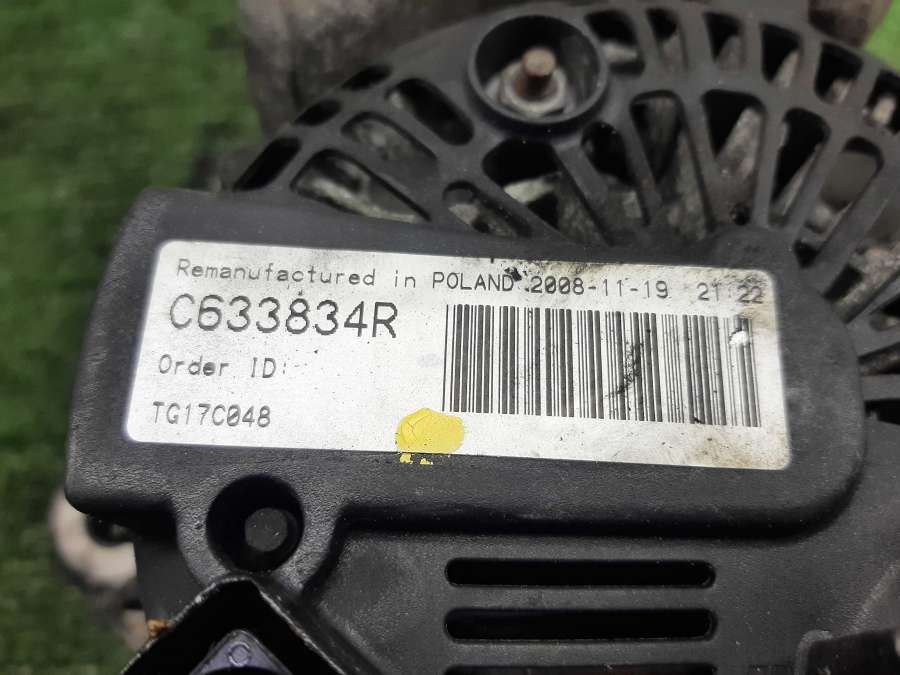 Remanufactured in POLAND 2008-11-19 21:22
C633834R
Order ID:
TG17C048